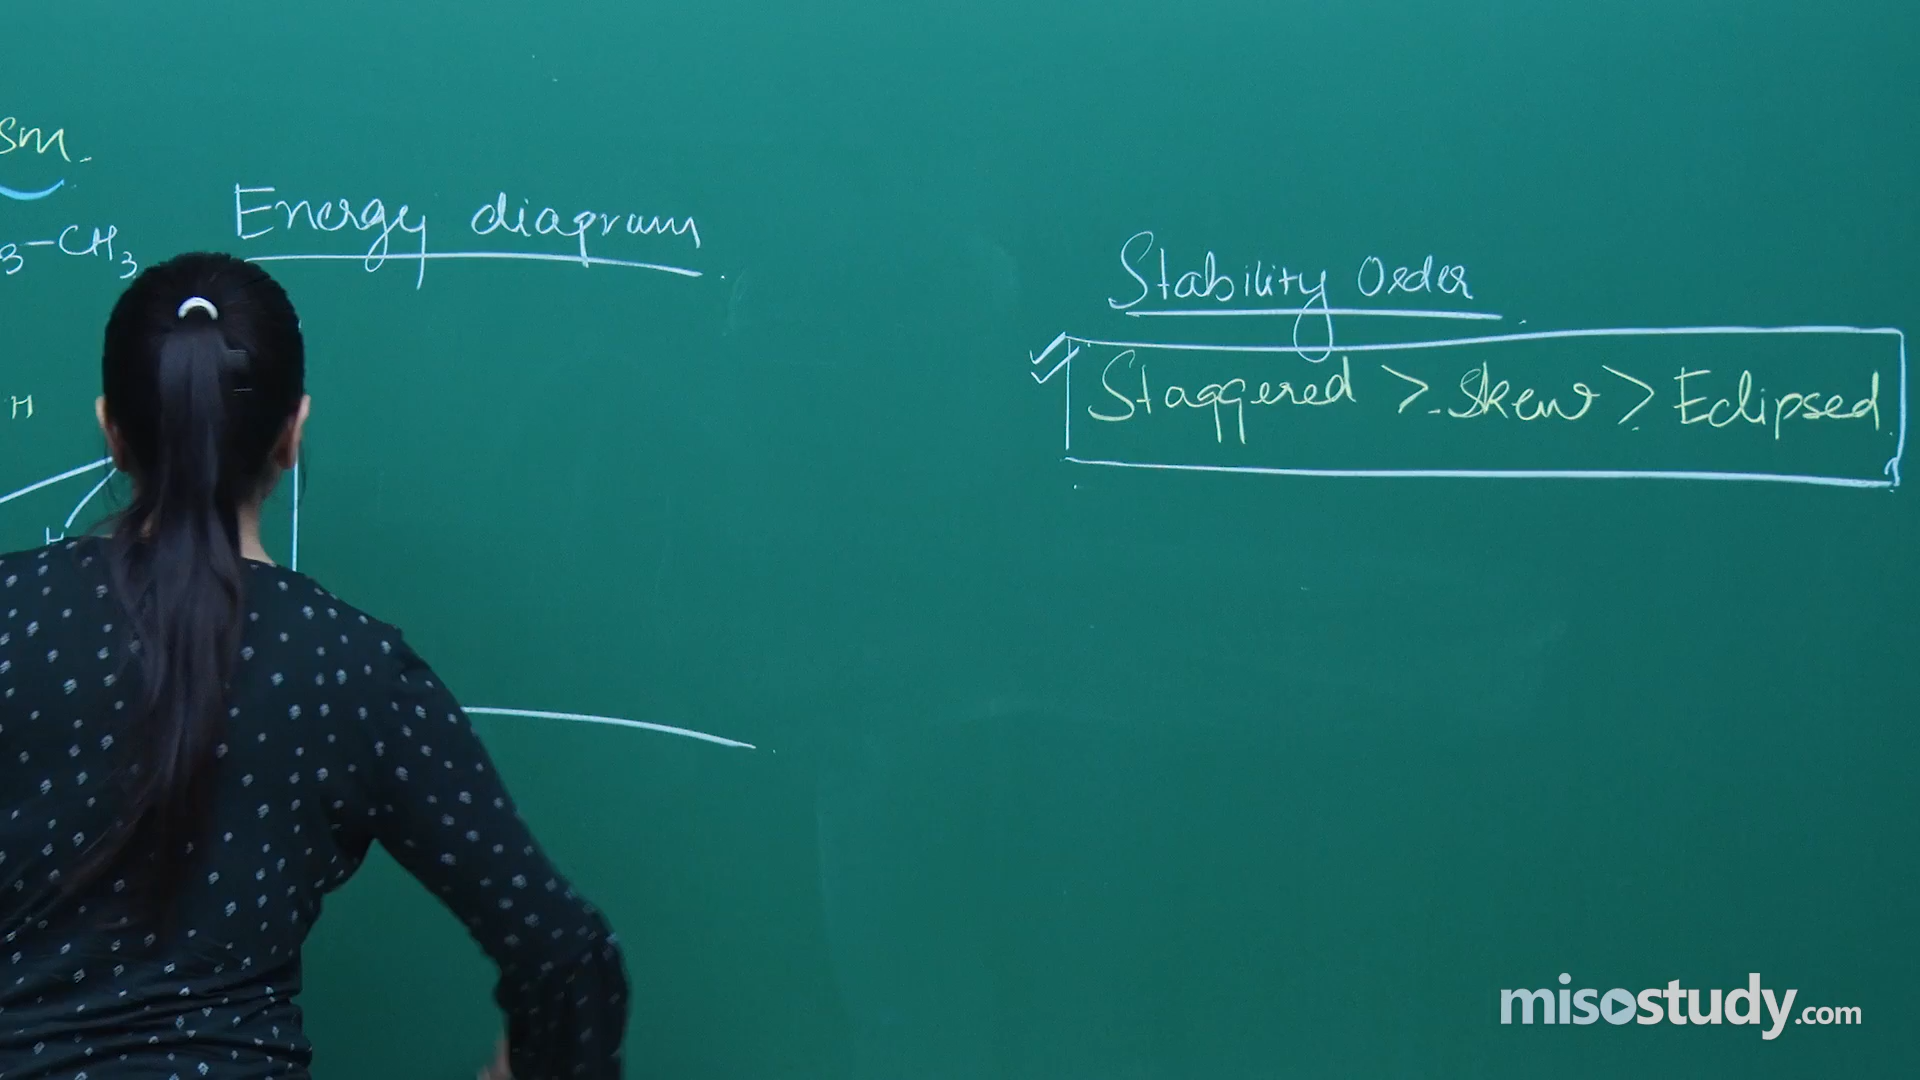 sm.
3-CH3
H
H
Energy diagram
Stability Order
Staggered > Skew > Eclipsed
misostudy.com